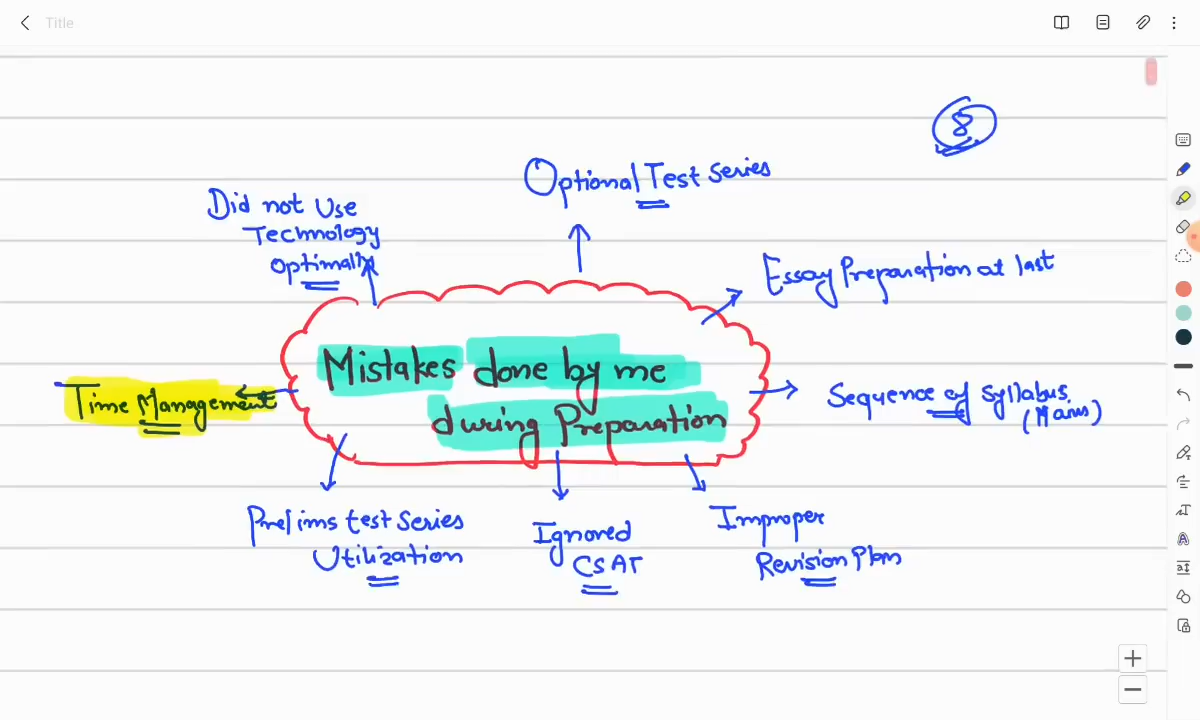 Title
8
Optional Test Series
Did not Use
Technology
Optimally
Essay Preparation at last
Mistakes done by me
during Preparation
Time Management
Sequence of Syllabus
(Mains)
Prelims test Series
Utilization
Ignored
CSAT
Improper
Revision Plan